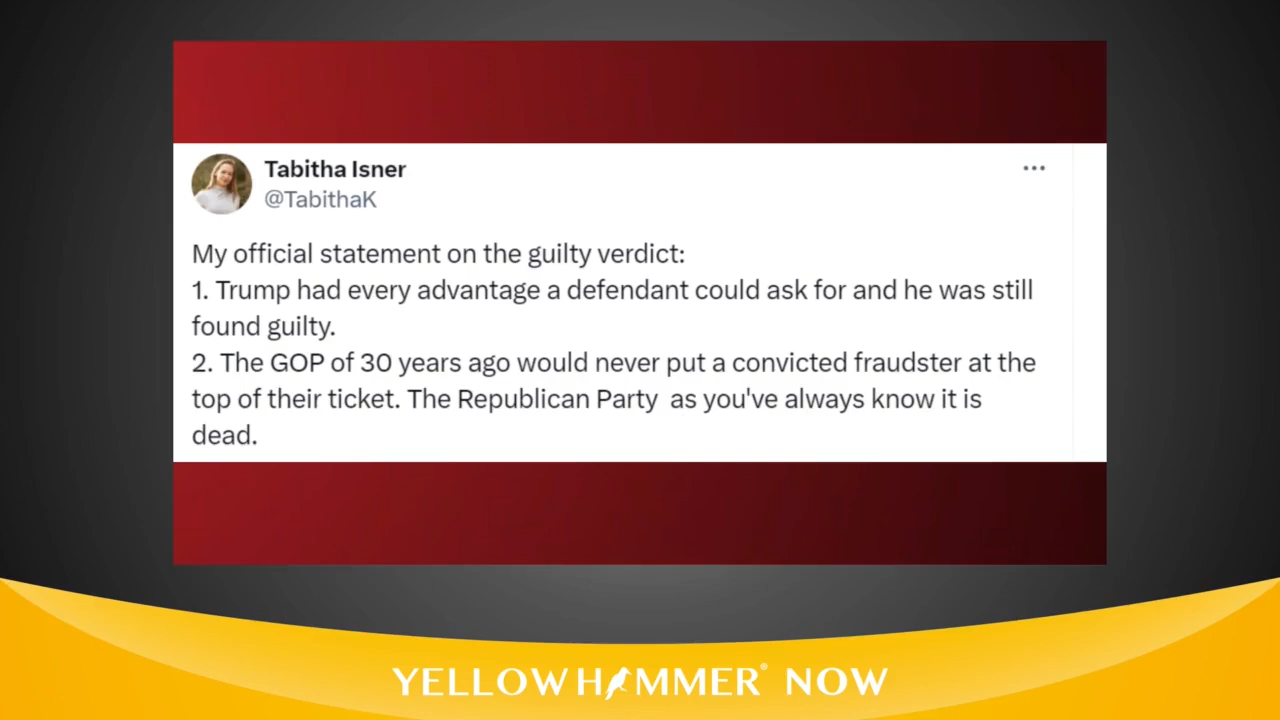 Tabitha Isner
@TabithaK
My official statement on the guilty verdict:
1. Trump had every advantage a defendant could ask for and he was still
found guilty.
2. The GOP of 30 years ago would never put a convicted fraudster at the
top of their ticket. The Republican Party  as you've always know it is
dead.
YELLOWHAMMER® NOW